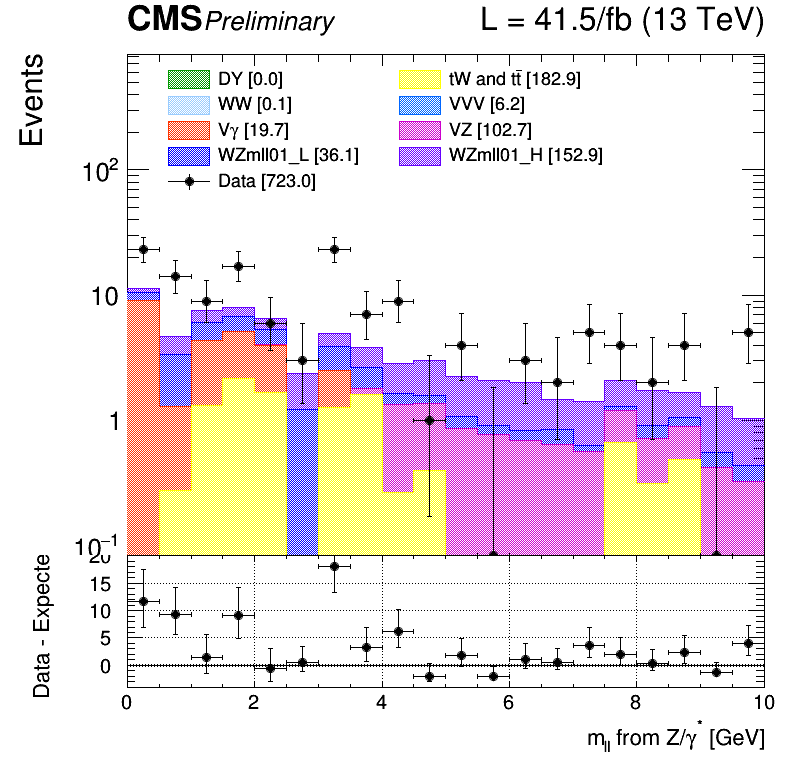 CMS Preliminary L = 41.5/fb (13 TeV)
Events
DY [0.0] tW and tt̄ [182.9]
WW [0.1] VVV [6.2]
Vγ [19.7] VZ [102.7]
WZmll01_L [36.1] WZmll01_H [152.9]
Data [723.0]
10²
10
1
10⁻¹
Data - Expecte
20
15
10
5
0
0 2 4 6 8 10
m_ll from Z/γ* [GeV]